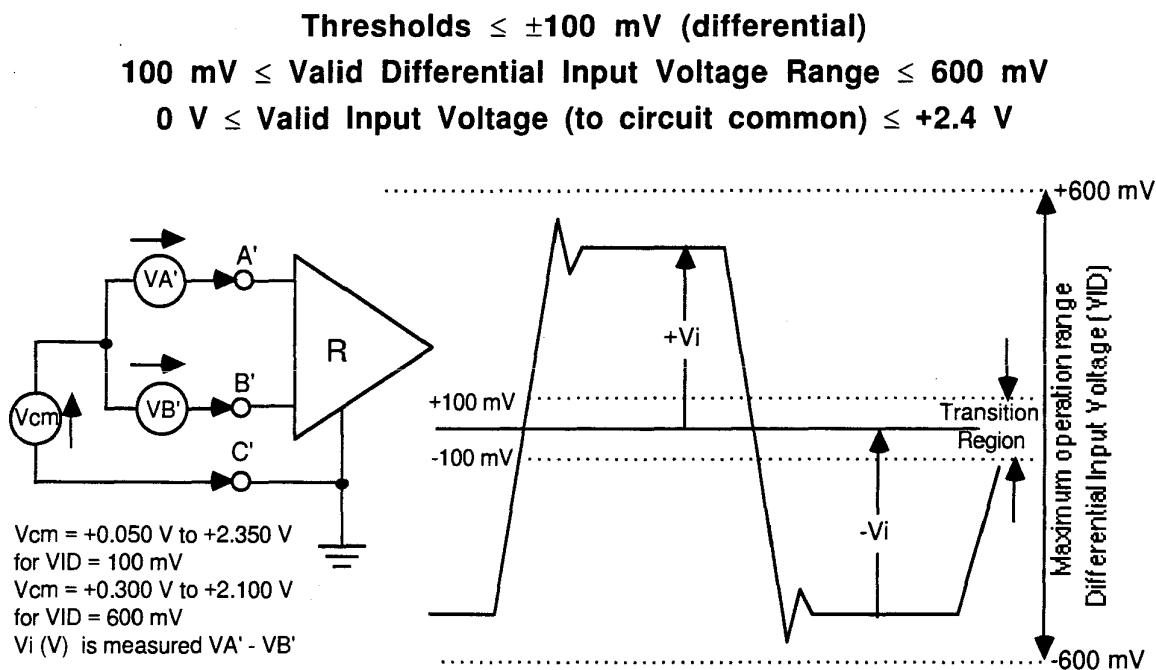 Thresholds ≤ ±100 mV (differential)
100 mV ≤ Valid Differential Input Voltage Range ≤ 600 mV
0 V ≤ Valid Input Voltage (to circuit common) ≤ +2.4 V
+600 mV
A'
VA'
R
+Vi
B'
VB'
Vcm
+100 mV
Transition
Region
-100 mV
C'
-Vi
Maximum operation range
Differential Input Voltage (VID)
Vcm = +0.050 V to +2.350 V
for VID = 100 mV
Vcm = +0.300 V to +2.100 V
for VID = 600 mV
Vi (V) is measured VA' - VB'
-600 mV